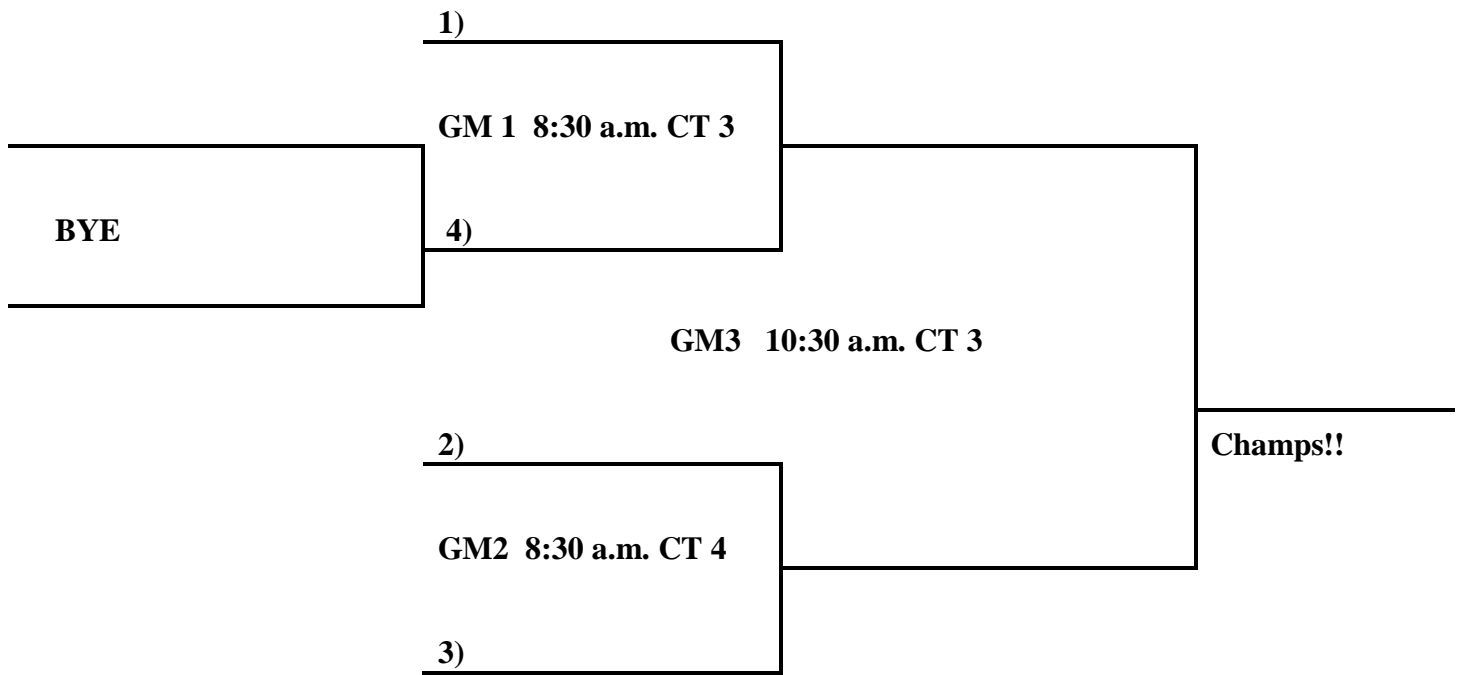 1)
GM 1 8:30 a.m. CT 3
BYE
4)
GM3 10:30 a.m. CT 3
2)
Champs!!
GM2 8:30 a.m. CT 4
3)